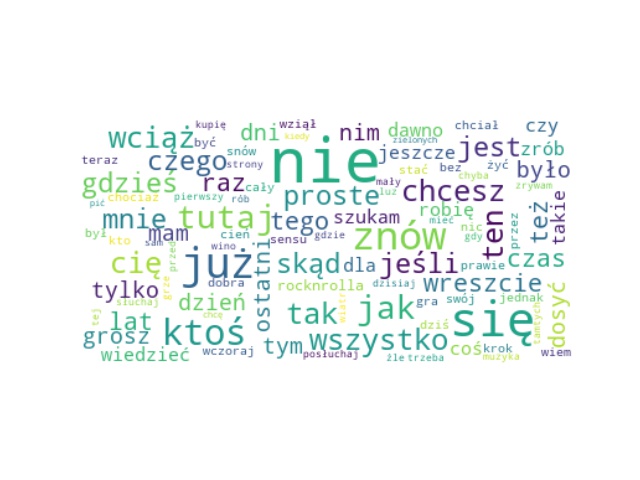 kupię wziął chciał czy
wciąż dni kiedy nim dawno zielonych
być nie jeszcze jest zrób
teraz czego snów strony mały stać bez żyć było
gdzieś raz cały chcesz chyba zrywam
chociaż pierwszy rób proste luz
pić mnie tutaj tego szukam robię mieć nic ten przez też takie
był kto mam cień sensu gdzie znów gdy
sam wino
cię przed już ostatni skąd dla jeśli prawie czas
tylko grze dobra rocknrolla dzisiaj wreszcie
słuchaj dzień wiatr gra swój jednak dosyć
tej lat chcę tak jak dziś się tamtych
grosz ktoś tym wszystko
wiedzieć wczoraj posłuchaj źle trzeba coś krok muzyka wiem